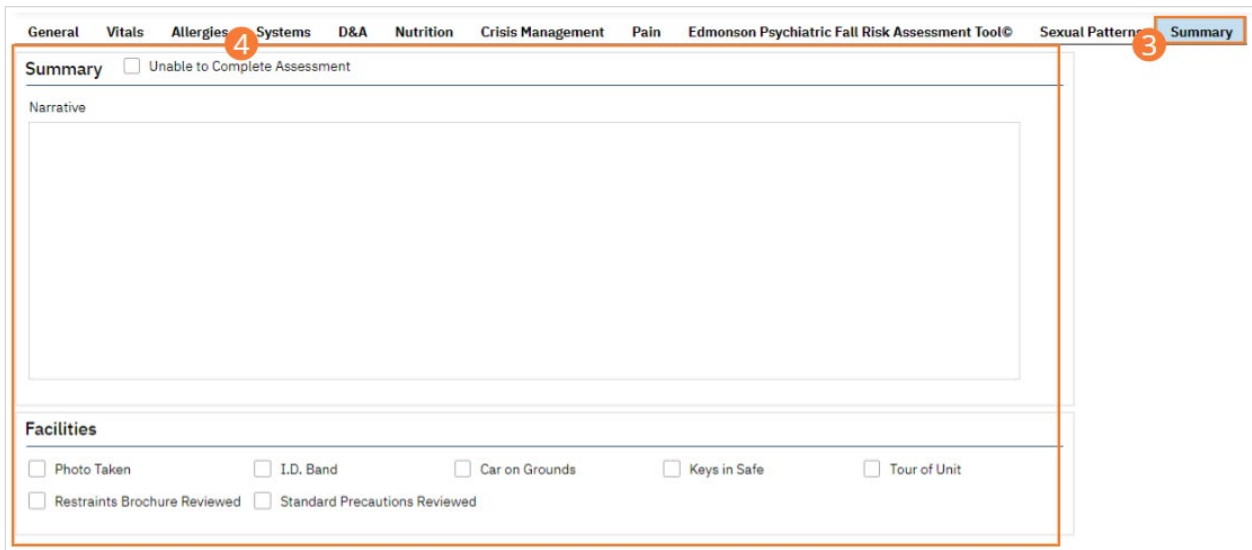 General Vitals Allergies Systems D&A Nutrition Crisis Management Pain Edmonson Psychiatric Fall Risk Assessment Tool© Sexual Patterns Summary
4
3
Summary Unable to Complete Assessment
Narrative
Facilities
Photo Taken I.D. Band Car on Grounds Keys in Safe Tour of Unit
Restraints Brochure Reviewed Standard Precautions Reviewed